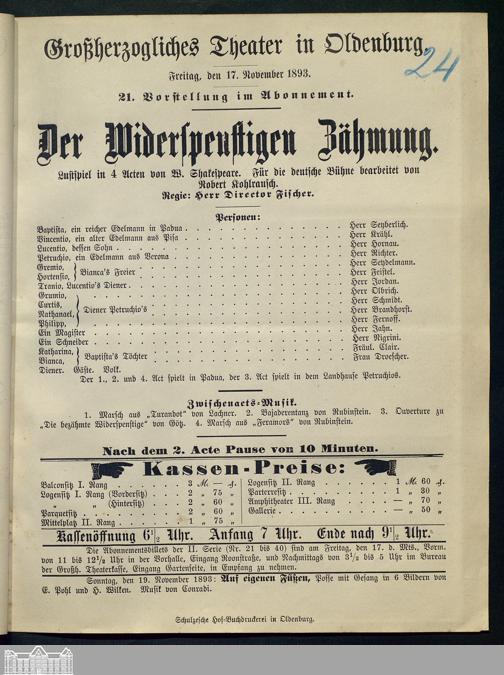 Großherzogliches Theater in Oldenburg.
24
Freitag, den 17. November 1893.
21. Vorstellung im Abonnement.
Der Widerspenstigen Zähmung.
Lustspiel in 4 Acten von W. Shakespeare. Für die deutsche Bühne bearbeitet von
Robert Kohlrausch.
Regie: Herr Director Fischer.
Personen:
Baptista, ein reicher Edelmann in Padua . . . Herr Seyberlich.
Vincentio, ein alter Edelmann aus Pisa . . . Herr Krähl.
Lucentio, dessen Sohn . . . Herr Hornau.
Petruchio, ein Edelmann aus Verona . . . Herr Richter.
Gremio, } Bianca's Freier . . . Herr Seydelmann.
Hortensio, } Herr Feistel.
Tranio, Lucentio's Diener . . . Herr Jordan.
Grumio, } Diener Petruchio's . . . Herr Olbrich.
Curtis, Herr Schmidt.
Nathanael, Herr Brandhorst.
Philipp, Herr Fernoff.
Ein Magister . . . Herr Jahn.
Ein Schneider . . . Herr Nigrini.
Katharina, } Baptista's Töchter . . . Fräul. Clair.
Bianca, } Frau Droescher.
Diener. Gäste. Volk.
Der 1., 2. und 4. Act spielt in Padua, der 3. Act spielt in dem Landhause Petruchios.
Zwischenacts-Musik.
1. Marsch aus „Turandot" von Lachner. 2. Bajaderentanz von Rubinstein. 3. Ouverture zu
„Die bezähmte Widerspenstige" von Götz. 4. Marsch aus „Feramors" von Rubinstein.
Nach dem 2. Acte Pause von 10 Minuten.
Kassen-Preise:
Balconsitz I. Rang . . . 3 M. — ₰. Logensitz II. Rang . . . 1 M. 60 ₰.
Logensitz I. Rang (Vordersitz) . . 2 „ 75 „ Parterresitz . . . 1 „ 30 „
„ „ (Hintersitz) . . 2 „ 60 „ Amphitheater III. Rang . . . — „ 70 „
Parquetsitz . . . 2 „ 60 „ Gallerie . . . — „ 50 „
Mittelplatz II. Rang . . . 1 „ 75 „
Kassenöffnung 6 1/2 Uhr. Anfang 7 Uhr. Ende nach 9 1/2 Uhr.
Die Abonnementsbillets der II. Serie (Nr. 21 bis 40) sind am Freitag, den 17. d. Mts., Vorm.
von 11 bis 12 1/2 Uhr in der Vorhalle, Eingang Roonstraße, und Nachmittags von 3 1/2 bis 5 Uhr im Bureau
der Großh. Theaterkasse, Eingang Gartenseite, in Empfang zu nehmen.
Sonntag, den 19. November 1893: Auf eigenen Füßen, Posse mit Gesang in 6 Bildern von
E. Pohl und H. Wilken. Musik von Conradi.
Schulzesche Hof-Buchdruckerei in Oldenburg.